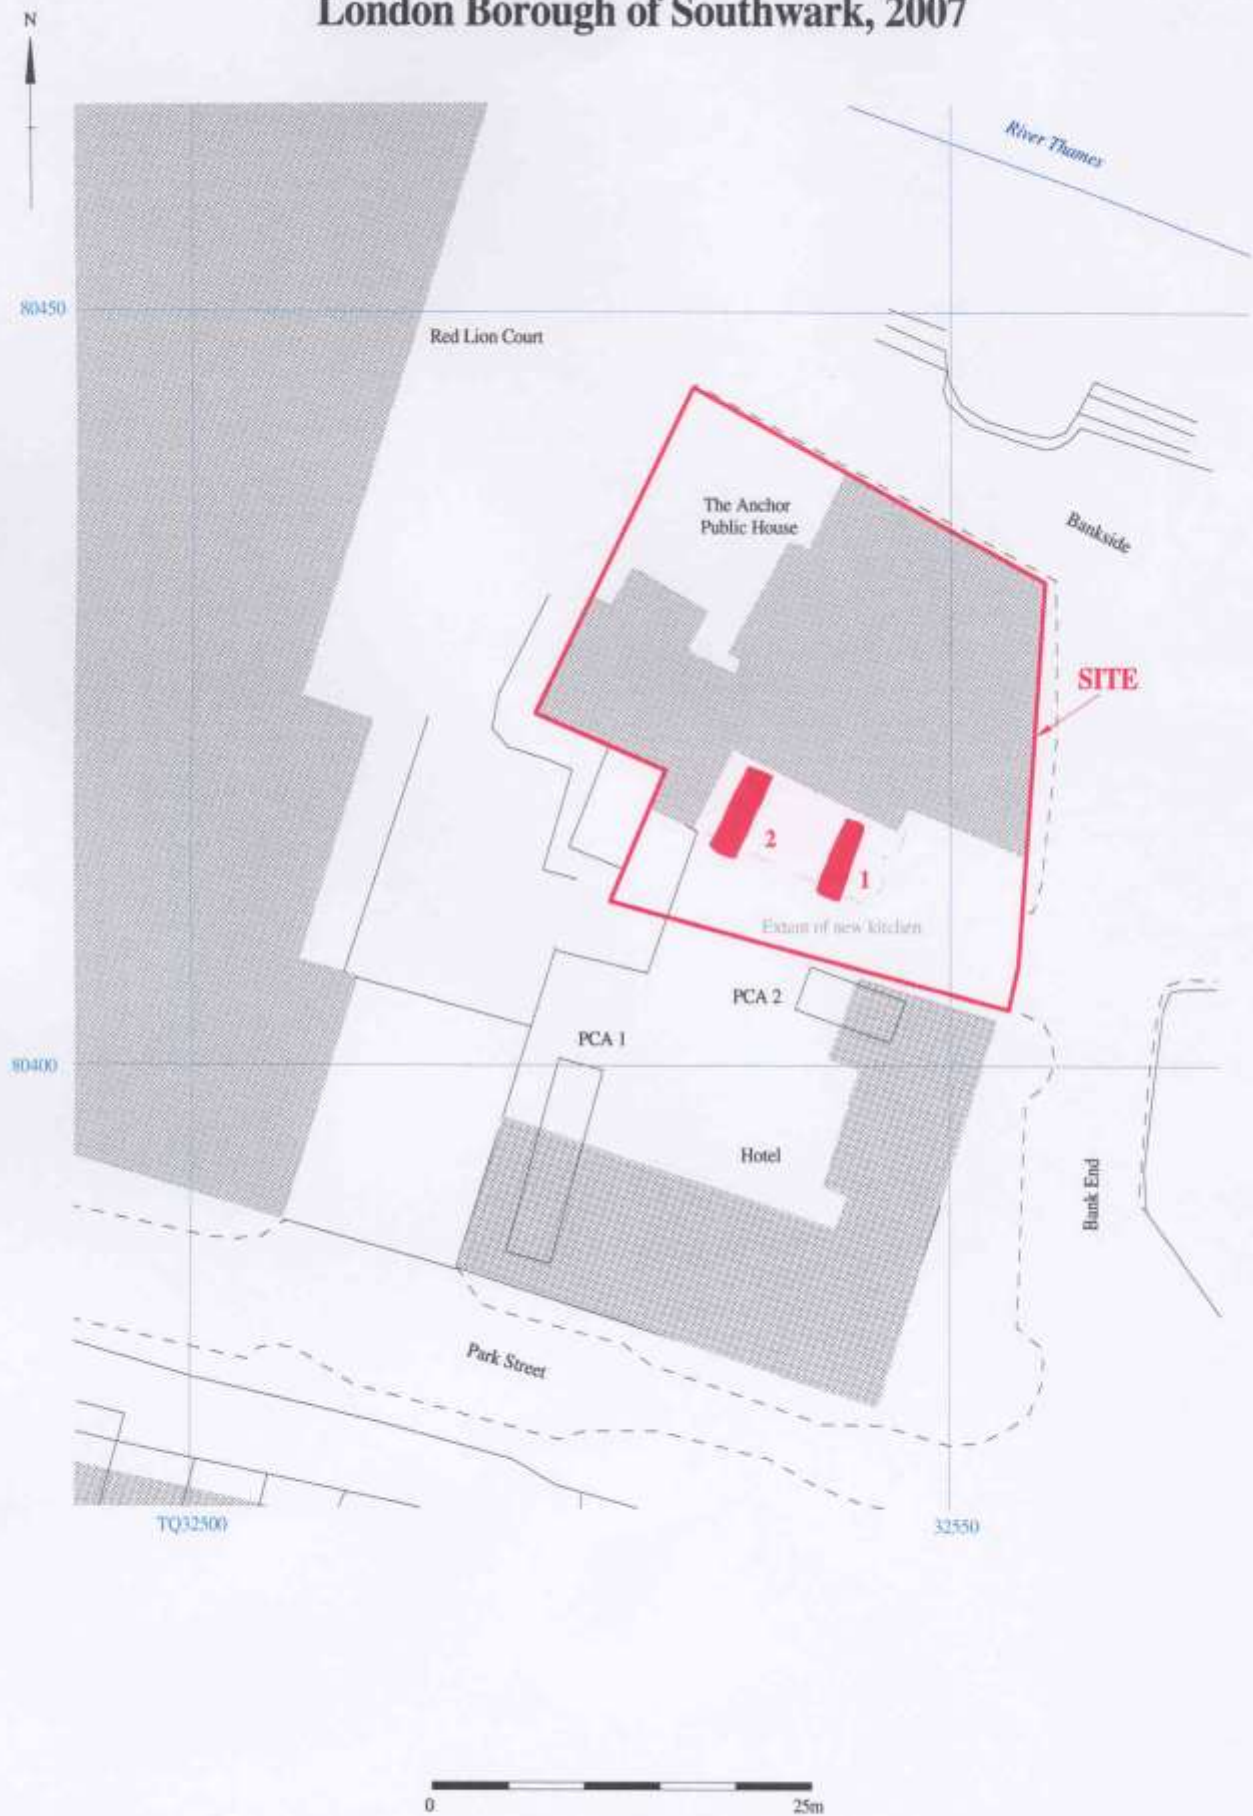 London Borough of Southwark, 2007
N
River Thames
80450
Red Lion Court
The Anchor
Public House
Bankside
SITE
2
1
Extent of new kitchen
PCA 2
PCA 1
80400
Hotel
Bank End
Park Street
TQ32500
32550
0
25m